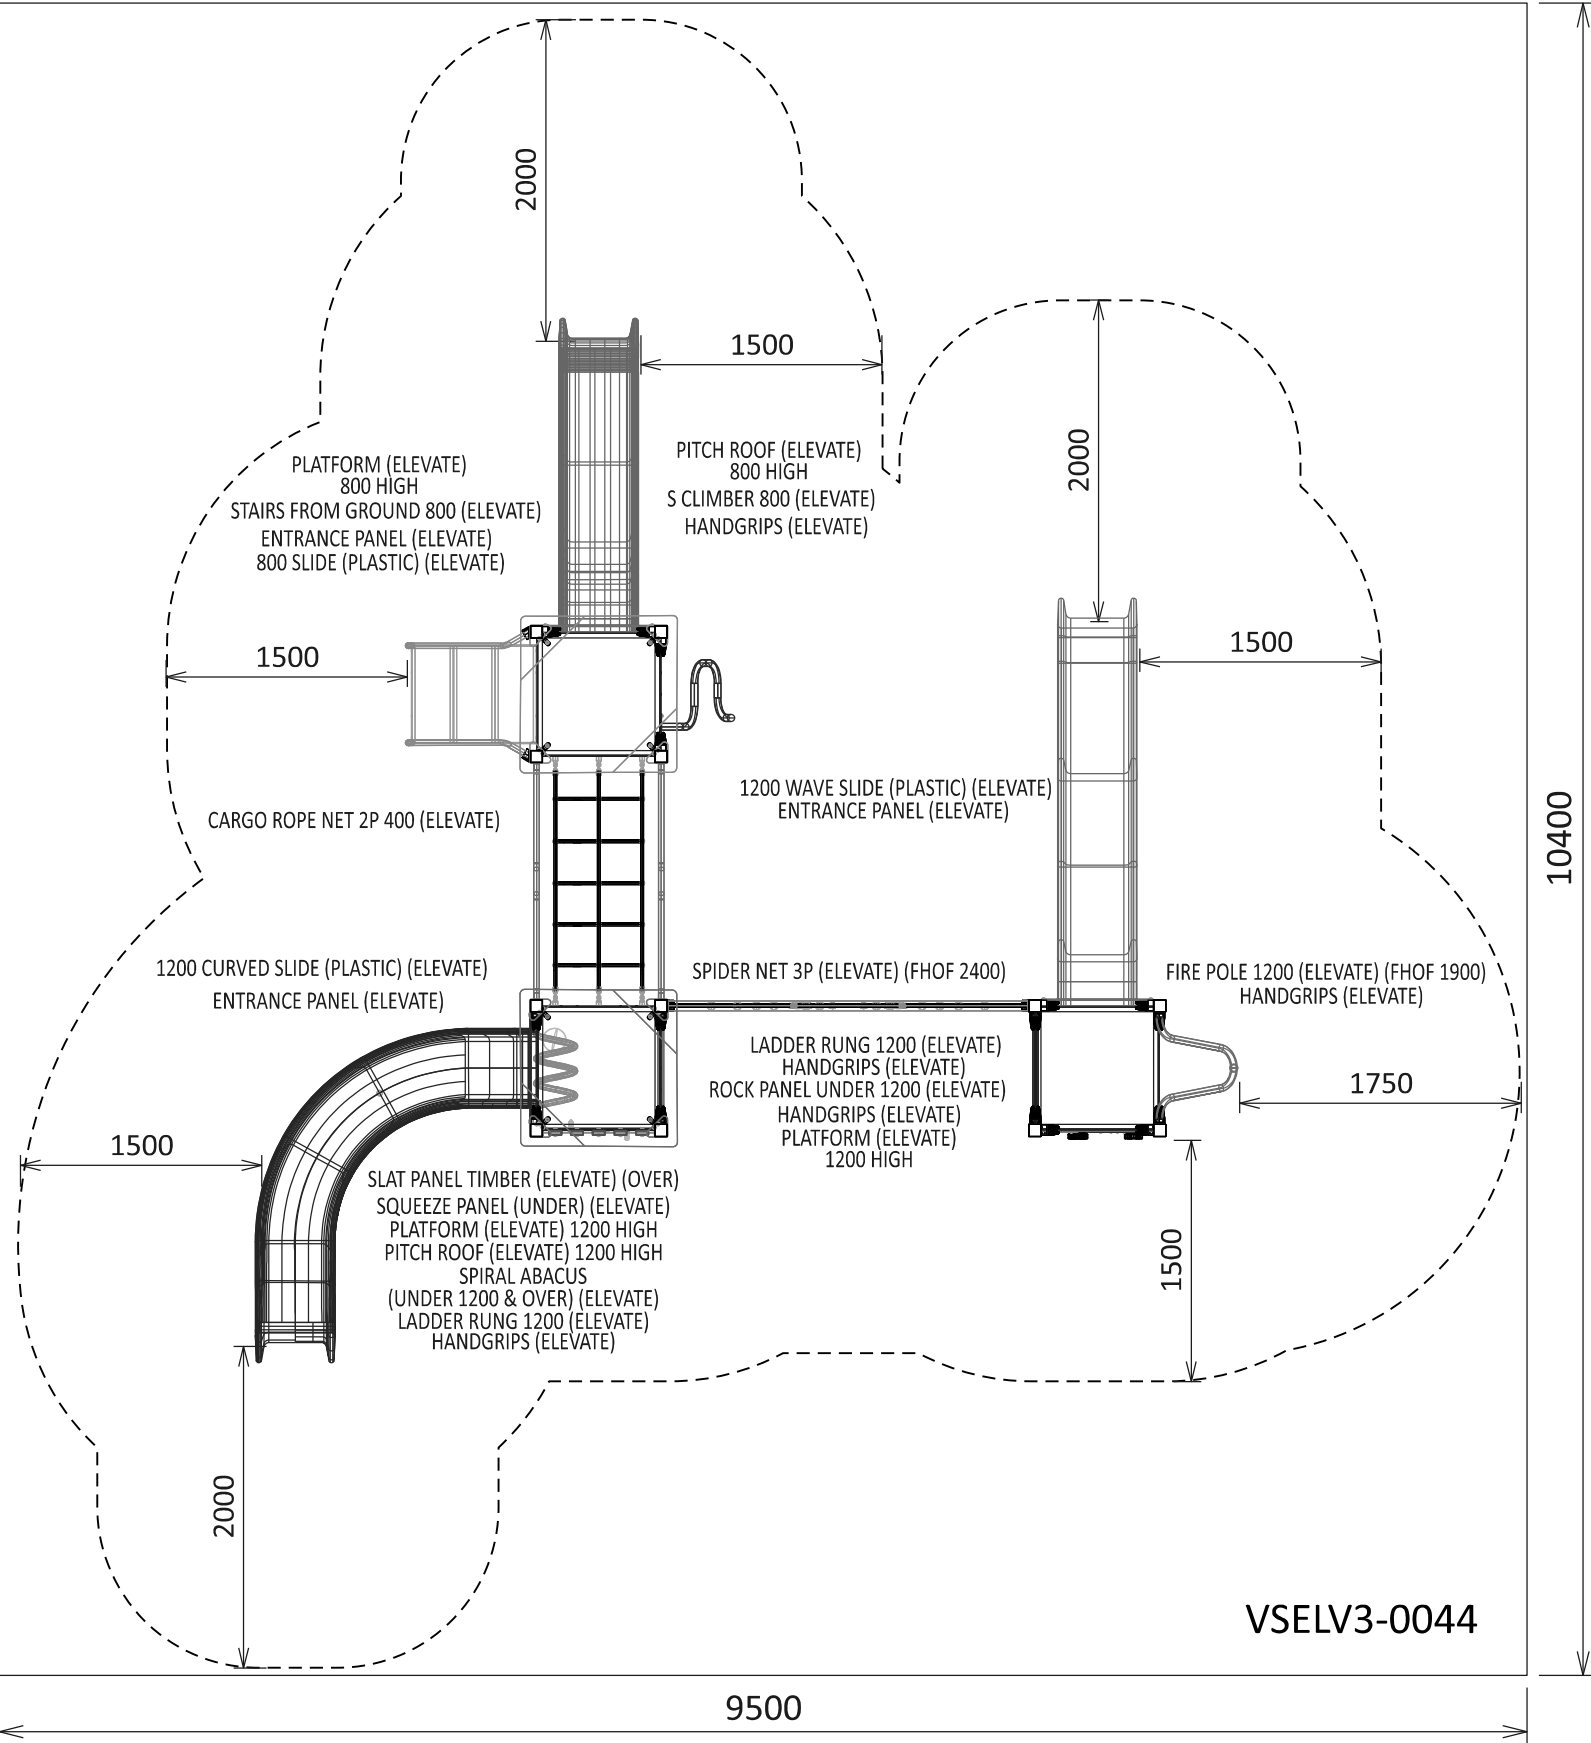 2000
1500
2000
PLATFORM (ELEVATE)
800 HIGH
STAIRS FROM GROUND 800 (ELEVATE)
ENTRANCE PANEL (ELEVATE)
800 SLIDE (PLASTIC) (ELEVATE)
PITCH ROOF (ELEVATE)
800 HIGH
S CLIMBER 800 (ELEVATE)
HANDGRIPS (ELEVATE)
1500
1500
1200 WAVE SLIDE (PLASTIC) (ELEVATE)
ENTRANCE PANEL (ELEVATE)
CARGO ROPE NET 2P 400 (ELEVATE)
10400
1200 CURVED SLIDE (PLASTIC) (ELEVATE)
ENTRANCE PANEL (ELEVATE)
SPIDER NET 3P (ELEVATE) (FHOF 2400)
FIRE POLE 1200 (ELEVATE) (FHOF 1900)
HANDGRIPS (ELEVATE)
LADDER RUNG 1200 (ELEVATE)
HANDGRIPS (ELEVATE)
ROCK PANEL UNDER 1200 (ELEVATE)
HANDGRIPS (ELEVATE)
PLATFORM (ELEVATE)
1200 HIGH
1750
1500
SLAT PANEL TIMBER (ELEVATE) (OVER)
SQUEEZE PANEL (UNDER) (ELEVATE)
PLATFORM (ELEVATE) 1200 HIGH
PITCH ROOF (ELEVATE) 1200 HIGH
SPIRAL ABACUS
(UNDER 1200 & OVER) (ELEVATE)
LADDER RUNG 1200 (ELEVATE)
HANDGRIPS (ELEVATE)
1500
2000
VSELV3-0044
9500